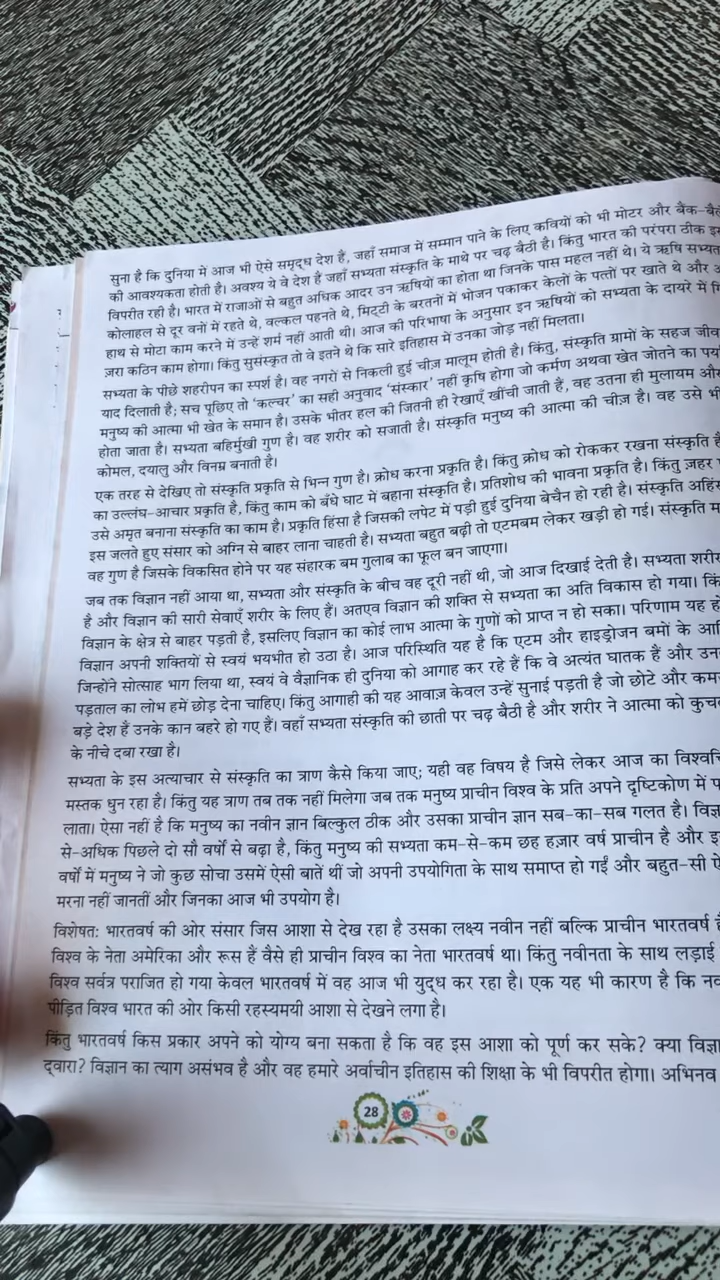 सुना है कि दुनिया में आज भी ऐसे समृद्ध देश हैं, जहाँ समाज में सम्मान पाने के लिए कवियों को भी मोटर और बैंक-बैलें
की आवश्यकता होती है। अवश्य ये वे देश हैं जहाँ सभ्यता संस्कृति के माथे पर चढ़ बैठी है। किंतु भारत की परंपरा ठीक
विपरीत रही है। भारत में राजाओं से बहुत अधिक आदर उन ऋषियों का होता था जिनके पास महल नहीं थे। ये ऋषि
कोलाहल से दूर वनों में रहते थे, वल्कल पहनते थे, मिट्टी के बरतनों में भोजन पकाकर केलों के पत्तों पर खाते थे और
हाथ से मोटा काम करने में उन्हें शर्म नहीं आती थी। आज की परिभाषा के अनुसार इन ऋषियों को सभ्यता के दायरे में
ज़रा कठिन काम होगा। किंतु सुसंस्कृत तो वे इतने थे कि सारे इतिहास में उनका जोड़ नहीं मिलता।
सभ्यता के पीछे शहरीपन का स्पर्श है। वह नगरों से निकली हुई चीज़ मालूम होती है। किंतु, संस्कृति ग्रामों के सहज
याद दिलाती है; सच पूछिए तो 'कल्चर' का सही अनुवाद 'संस्कार' नहीं कृषि होगा जो कर्मण अथवा खेत जोतने का
मनुष्य की आत्मा भी खेत के समान है। उसके भीतर हल की जितनी ही रेखाएँ खींची जाती हैं, वह उतना ही मुलायम
होता जाता है। सभ्यता बहिर्मुखी गुण है। वह शरीर को सजाती है। संस्कृति मनुष्य की आत्मा की चीज़ है। वह उसे
कोमल, दयालु और विनम्र बनाती है।
एक तरह से देखिए तो संस्कृति प्रकृति से भिन्न गुण है। क्रोध करना प्रकृति है। किंतु क्रोध को रोककर रखना संस्कृति
का उल्लंघ-आचार प्रकृति है, किंतु काम को बँधे घाट में बहाना संस्कृति है। प्रतिशोध की भावना प्रकृति है। किंतु ज़हर
उसे अमृत बनाना संस्कृति का काम है। प्रकृति हिंसा है जिसकी लपेट में पड़ी हुई दुनिया बेचैन हो रही है। संस्कृति
इस जलते हुए संसार को अग्नि से बाहर लाना चाहती है। सभ्यता बहुत बढ़ी तो एटमबम लेकर खड़ी हो गई। संस्कृति
वह गुण है जिसके विकसित होने पर यह संहारक बम गुलाब का फूल बन जाएगा।
जब तक विज्ञान नहीं आया था, सभ्यता और संस्कृति के बीच वह दूरी नहीं थी, जो आज दिखाई देती है। सभ्यता
है और विज्ञान की सारी सेवाएँ शरीर के लिए हैं। अतएव विज्ञान की शक्ति से सभ्यता का अति विकास हो गया।
विज्ञान के क्षेत्र से बाहर पड़ती है, इसलिए विज्ञान का कोई लाभ आत्मा के गुणों को प्राप्त न हो सका। परिणाम यह
विज्ञान अपनी शक्तियों से स्वयं भयभीत हो उठा है। आज परिस्थिति यह है कि एटम और हाइड्रोजन बमों के
जिन्होंने सोत्साह भाग लिया था, स्वयं वे वैज्ञानिक ही दुनिया को आगाह कर रहे हैं कि वे अत्यंत घातक हैं और
पड़ताल का लोभ हमें छोड़ देना चाहिए। किंतु आगाही की यह आवाज़ केवल उन्हें सुनाई पड़ती है जो छोटे और
बड़े देश हैं उनके कान बहरे हो गए हैं। वहाँ सभ्यता संस्कृति की छाती पर चढ़ बैठी है और शरीर ने आत्मा को
के नीचे दबा रखा है।
सभ्यता के इस अत्याचार से संस्कृति का त्राण कैसे किया जाए; यही वह विषय है जिसे लेकर आज का
मस्तक धुन रहा है। किंतु यह त्राण तब तक नहीं मिलेगा जब तक मनुष्य प्राचीन विश्व के प्रति अपने दृष्टिकोण में
लाता। ऐसा नहीं है कि मनुष्य का नवीन ज्ञान बिल्कुल ठीक और उसका प्राचीन ज्ञान सब-का-सब गलत है।
से-अधिक पिछले दो सौ वर्षों से बढ़ा है, किंतु मनुष्य की सभ्यता कम-से-कम छह हज़ार वर्ष प्राचीन है और
वर्षों में मनुष्य ने जो कुछ सोचा उसमें ऐसी बातें थीं जो अपनी उपयोगिता के साथ समाप्त हो गईं और बहुत-सी
मरना नहीं जानतीं और जिनका आज भी उपयोग है।
विशेषत: भारतवर्ष की ओर संसार जिस आशा से देख रहा है उसका लक्ष्य नवीन नहीं बल्कि प्राचीन भारतवर्ष
विश्व के नेता अमेरिका और रूस हैं वैसे ही प्राचीन विश्व का नेता भारतवर्ष था। किंतु नवीनता के साथ लड़ाई
विश्व सर्वत्र पराजित हो गया केवल भारतवर्ष में वह आज भी युद्ध कर रहा है। एक यह भी कारण है कि
पीड़ित विश्व भारत की ओर किसी रहस्यमयी आशा से देखने लगा है।
किंतु भारतवर्ष किस प्रकार अपने को योग्य बना सकता है कि वह इस आशा को पूर्ण कर सके? क्या
द्वारा? विज्ञान का त्याग असंभव है और वह हमारे अर्वाचीन इतिहास की शिक्षा के भी विपरीत होगा। अभिनव
28